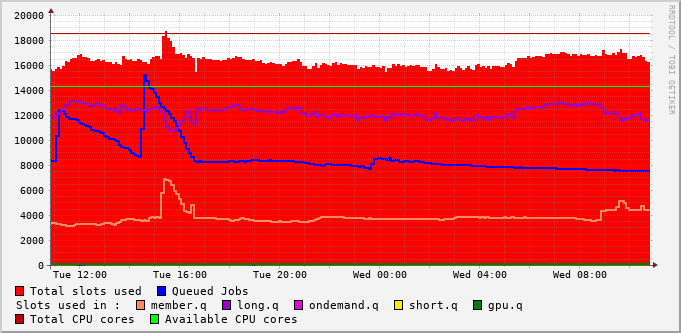 20000
18000
16000
14000
12000
10000
8000
6000
4000
2000
0
Tue 12:00 Tue 16:00 Tue 20:00 Wed 00:00 Wed 04:00 Wed 08:00
Total slots used Queued Jobs
Slots used in : member.q long.q ondemand.q short.q gpu.q
Total CPU cores Available CPU cores
RRDTOOL / TOBI OETIKER